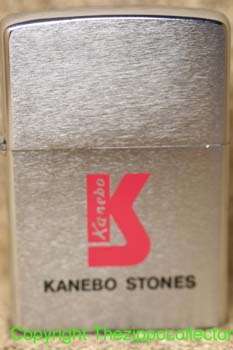 Kanebo
KANEBO STONES
Copyright Thezippocollector